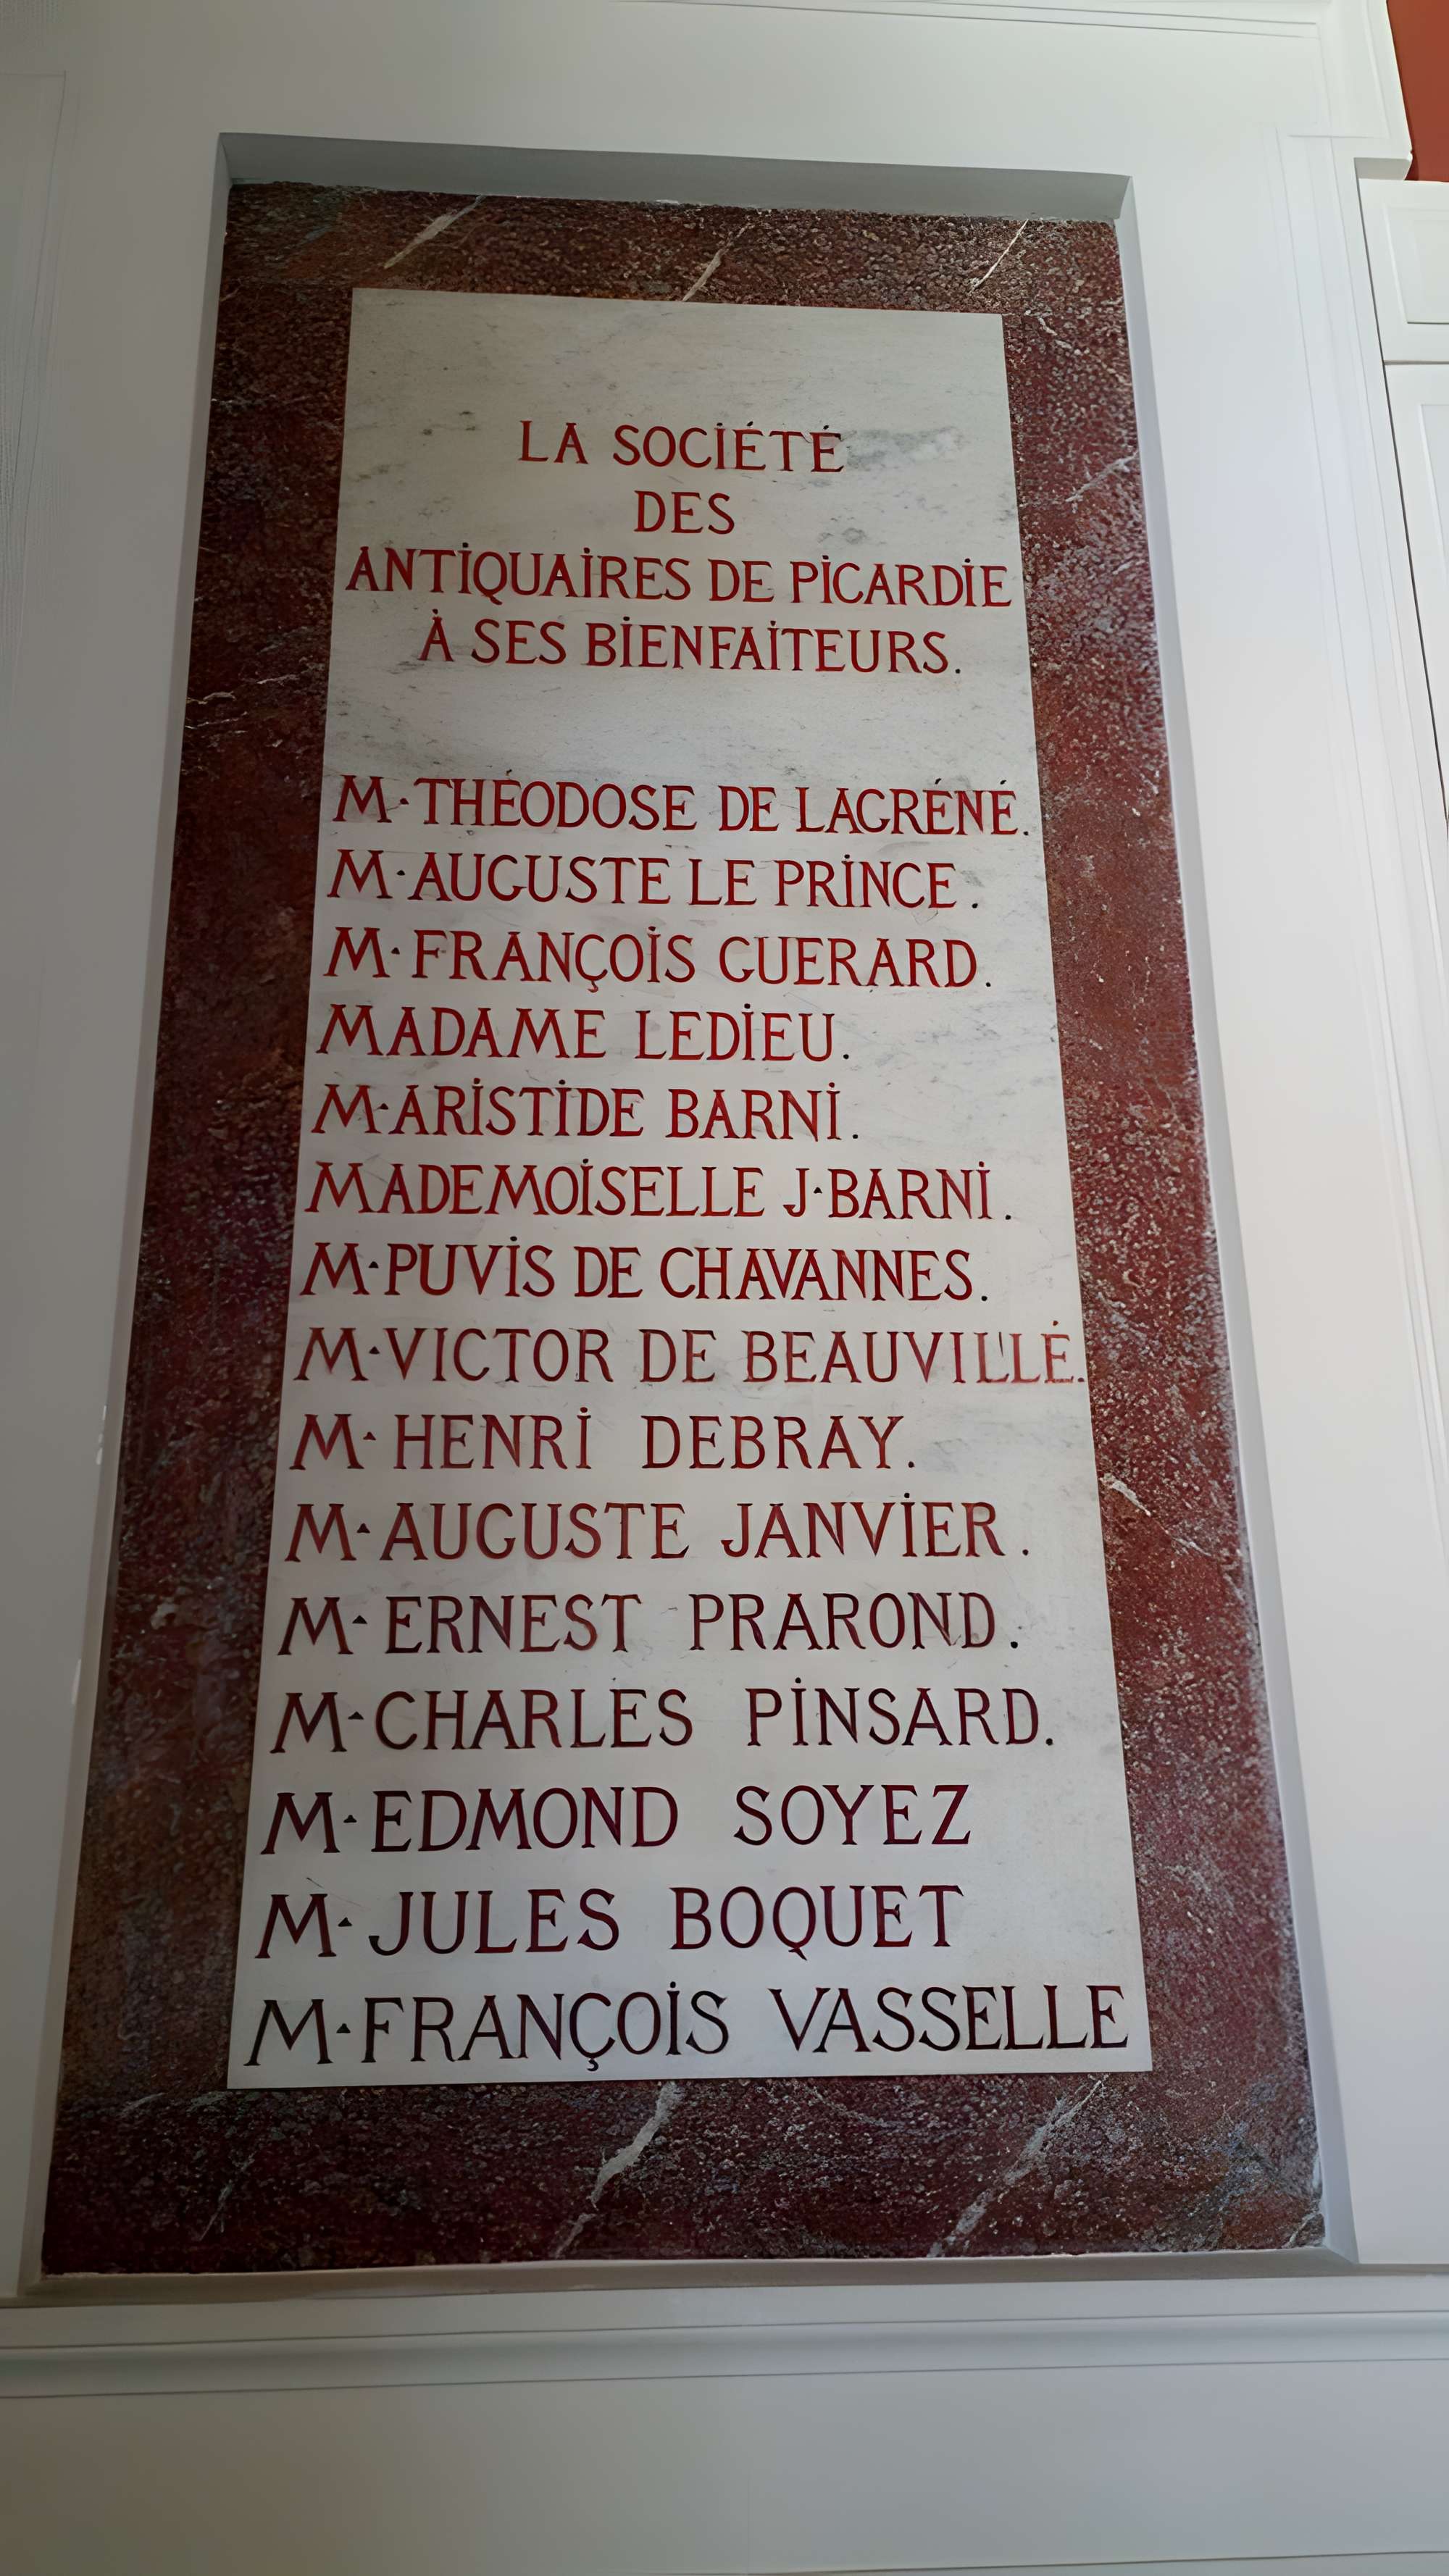 LA SOCIÉTÉ
DES
ANTIQUAIRES DE PICARDIE
À SES BIENFAITEURS.
M·THÉODOSE DE LAGRÉNÉ.
M·AUGUSTE LE PRINCE.
M·FRANÇOIS GUERARD.
MADAME LEDIEU.
M·ARISTIDE BARNI.
MADEMOISELLE J·BARNI.
M·PUVIS DE CHAVANNES.
M·VICTOR DE BEAUVILLÉ.
M·HENRI DEBRAY.
M·AUGUSTE JANVIER.
M·ERNEST PRAROND.
M·CHARLES PINSARD.
M·EDMOND SOYEZ
M·JULES BOQUET
M·FRANÇOIS VASSELLE